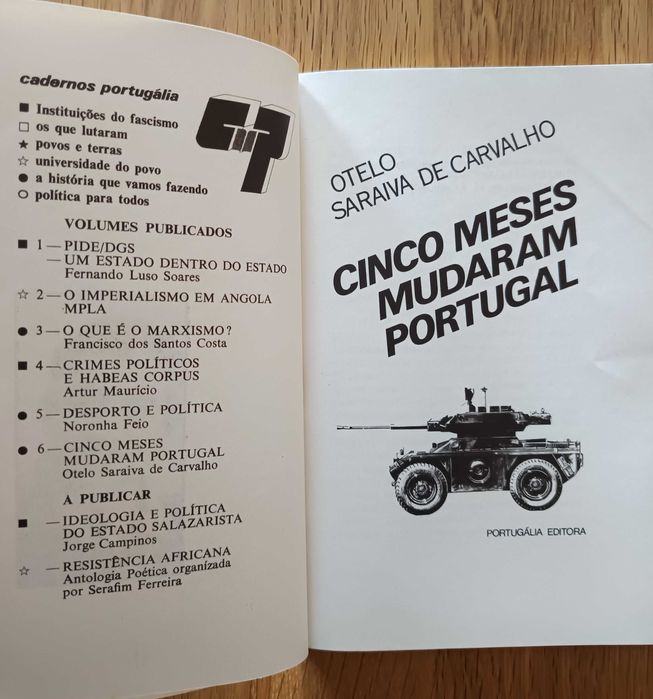 cadernos portugália
■ Instituições do fascismo
□ os que lutaram
★ povos e terras
☆ universidade do povo
● a história que vamos fazendo
○ política para todos
VOLUMES PUBLICADOS
■ 1 — PIDE/DGS
— UM ESTADO DENTRO DO ESTADO
Fernando Luso Soares
☆ 2 — O IMPERIALISMO EM ANGOLA
MPLA
● 3 — O QUE É O MARXISMO?
Francisco dos Santos Costa
■ 4 — CRIMES POLÍTICOS
E HABEAS CORPUS
Artur Maurício
● 5 — DESPORTO E POLÍTICA
Noronha Feio
● 6 — CINCO MESES
MUDARAM PORTUGAL
Otelo Saraiva de Carvalho
A PUBLICAR
■ — IDEOLOGIA E POLÍTICA
DO ESTADO SALAZARISTA
Jorge Campinos
☆ — RESISTÊNCIA AFRICANA
Antologia Poética organizada
por Serafim Ferreira
OTELO
SARAIVA DE CARVALHO
CINCO MESES
MUDARAM
PORTUGAL
PORTUGÁLIA EDITORA